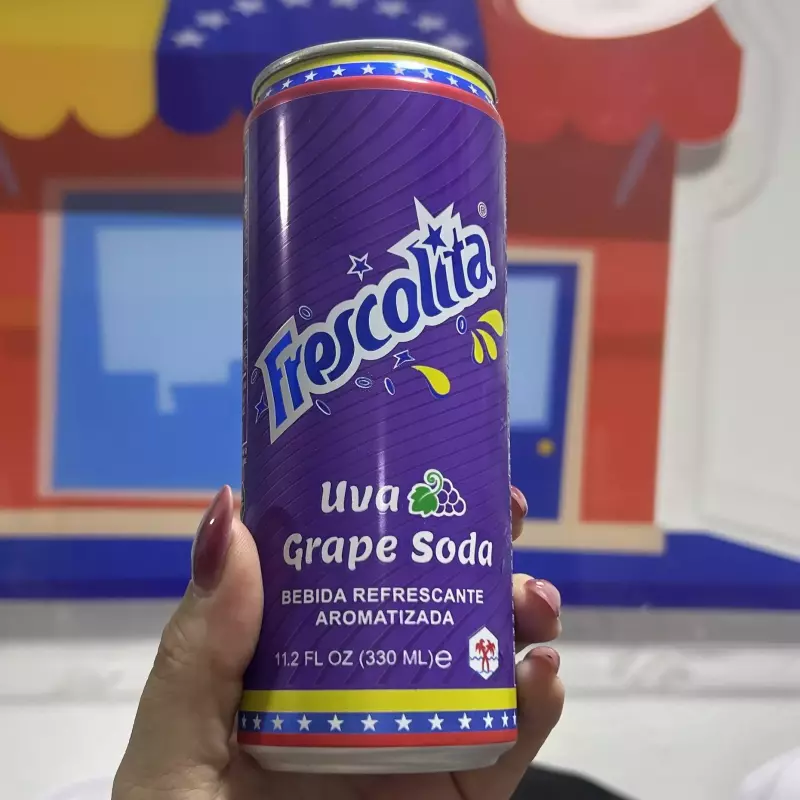 Frescolita®
Uva
Grape Soda
BEBIDA REFRESCANTE
AROMATIZADA
11.2 FL OZ (330 ML) ℮